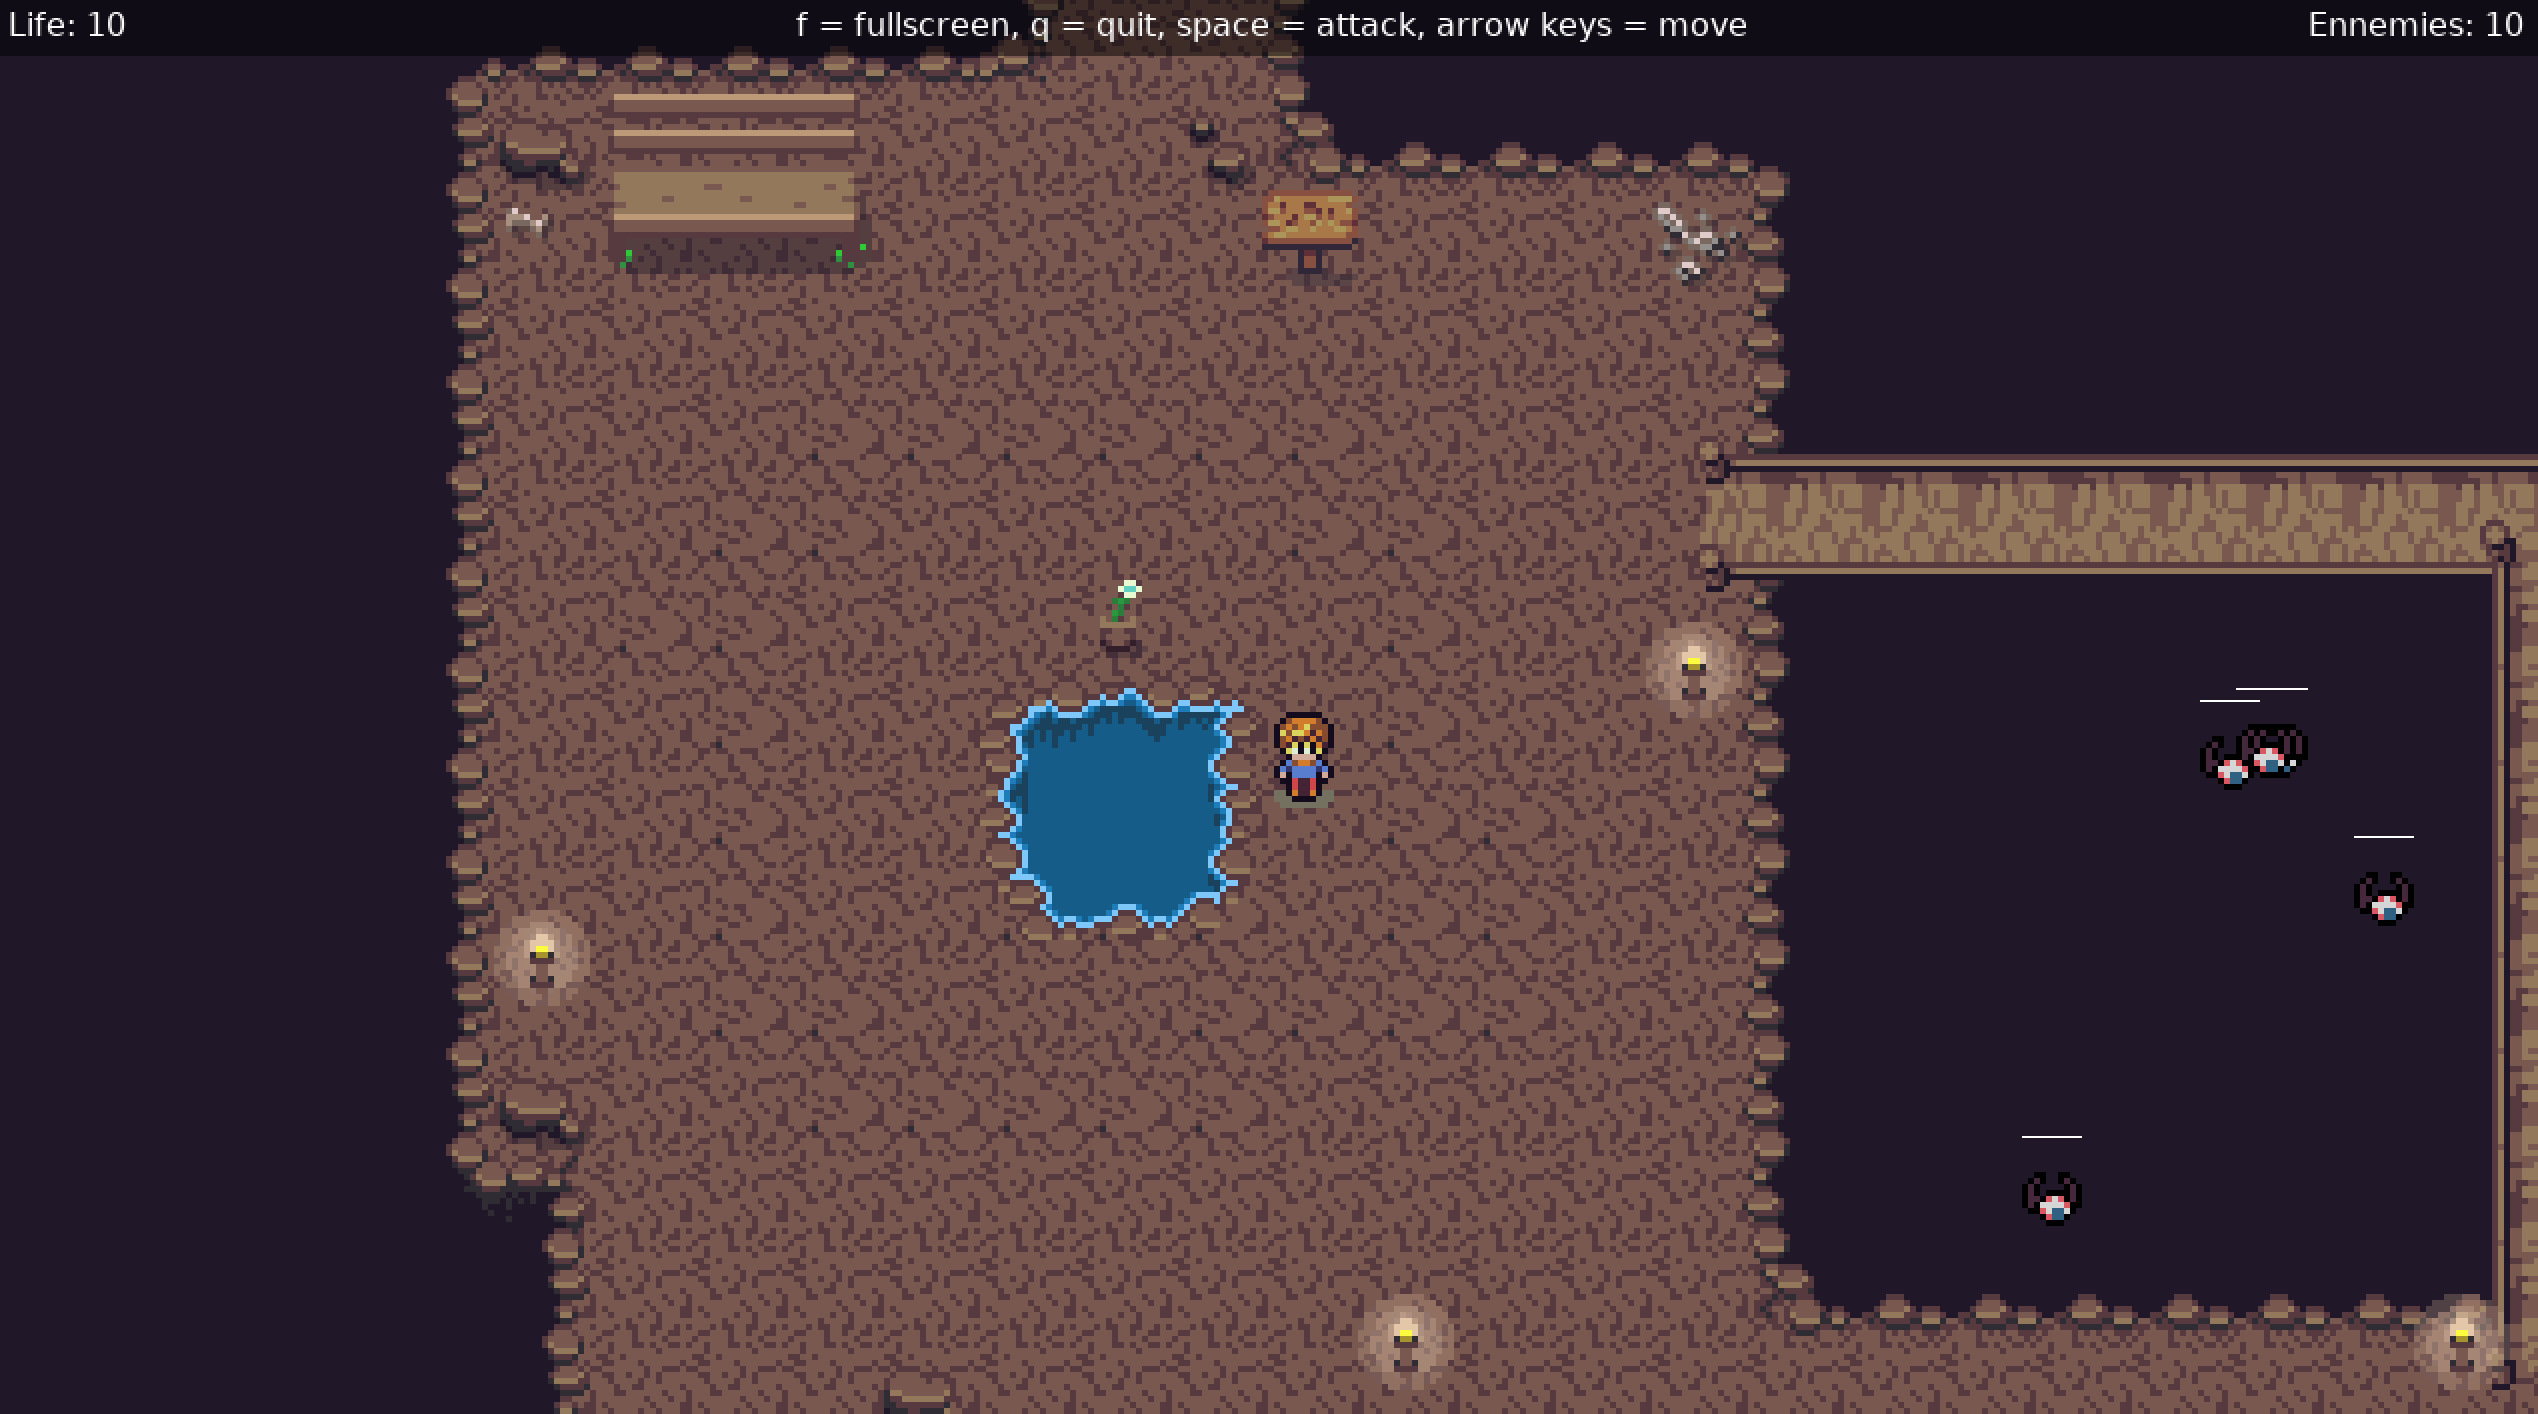 Life: 10
f = fullscreen, q = quit, space = attack, arrow keys = move
Ennemies: 10